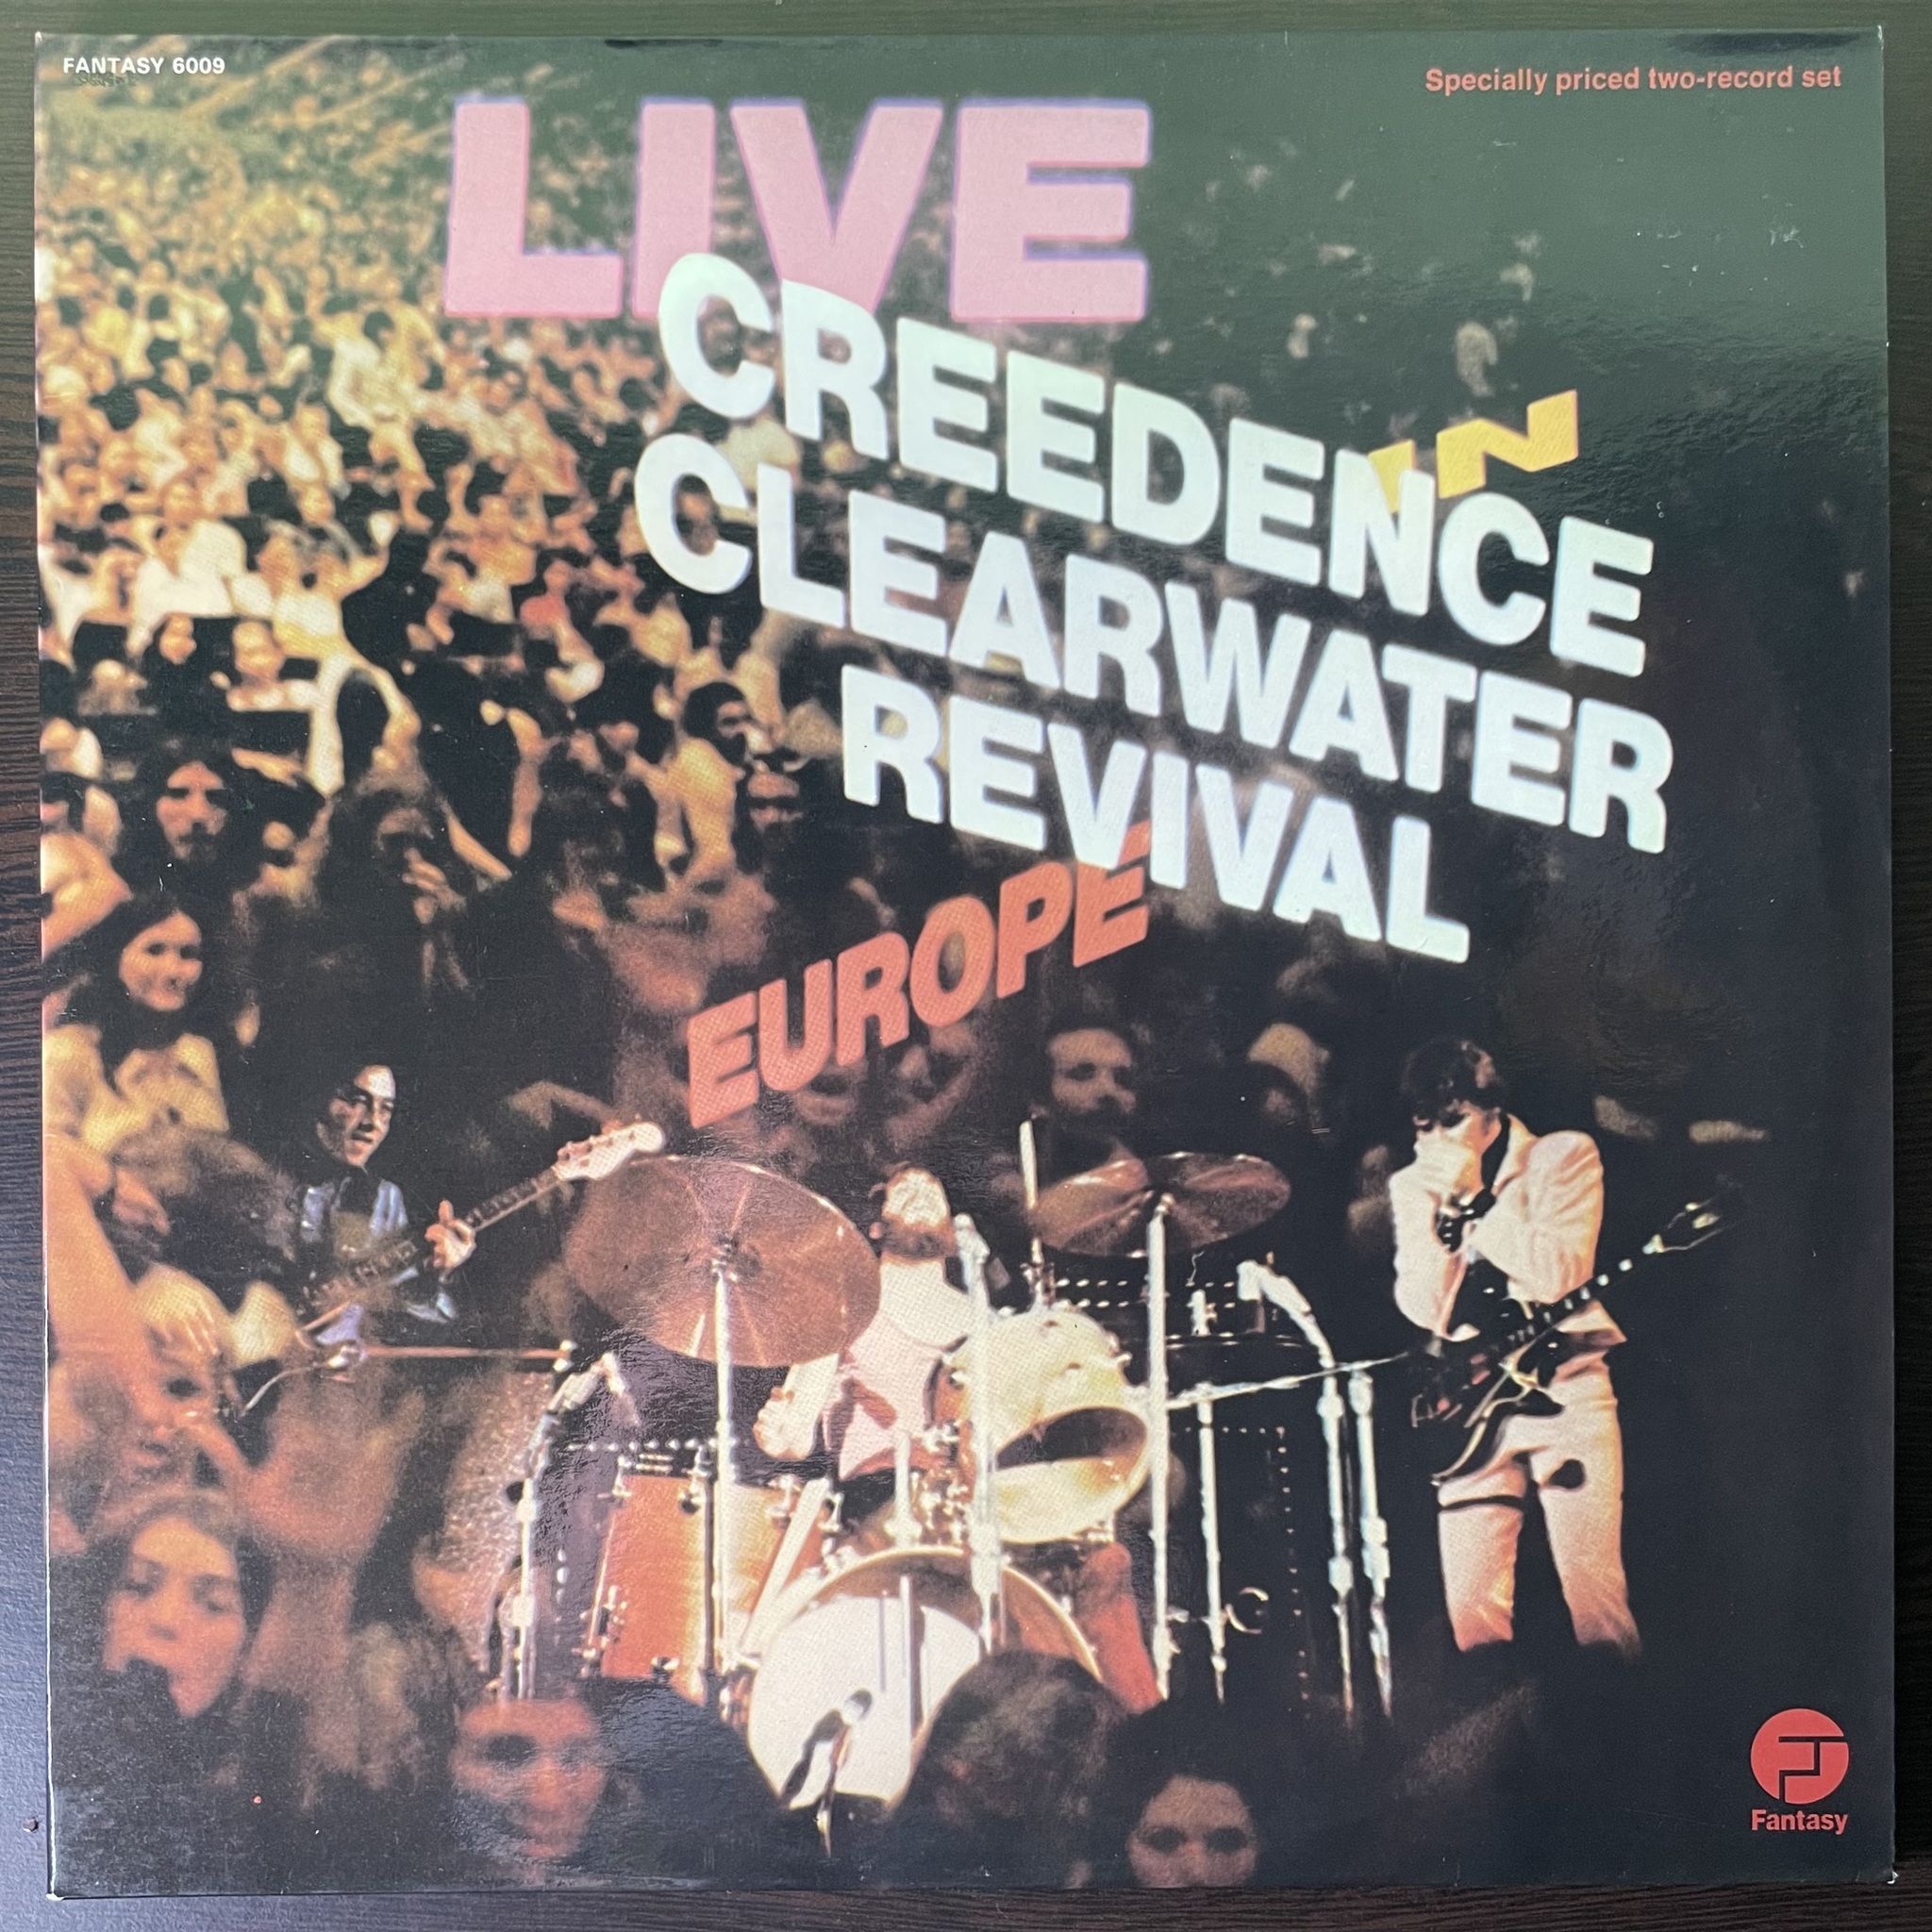 FANTASY 6009
Specially priced two-record set
LIVE
IN
CREEDENCE
CLEARWATER
REVIVAL
EUROPE
Fantasy